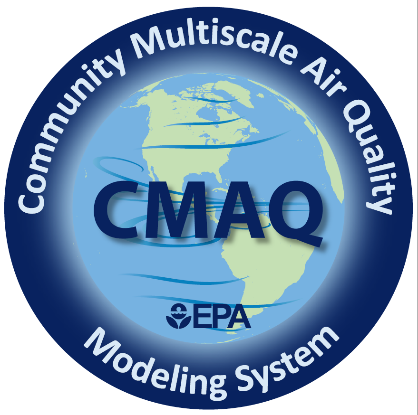 Community Multiscale Air Quality
CMAQ
EPA
Modeling System